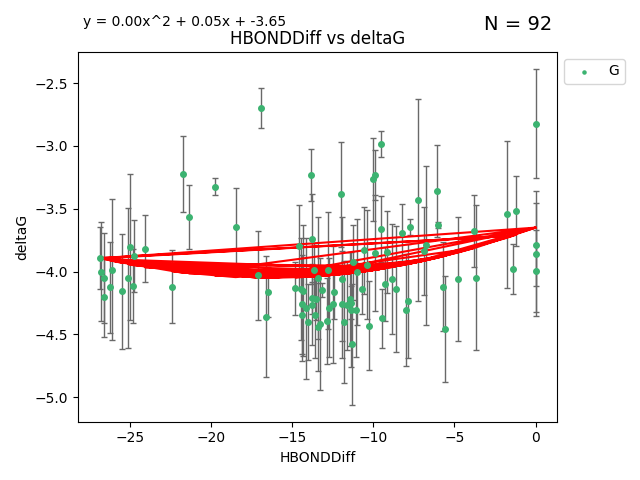 y = 0.00x^2 + 0.05x + -3.65
N = 92
HBONDDiff vs deltaG
G
deltaG
−2.5
−3.0
−3.5
−4.0
−4.5
−5.0
−25
−20
−15
−10
−5
0
HBONDDiff